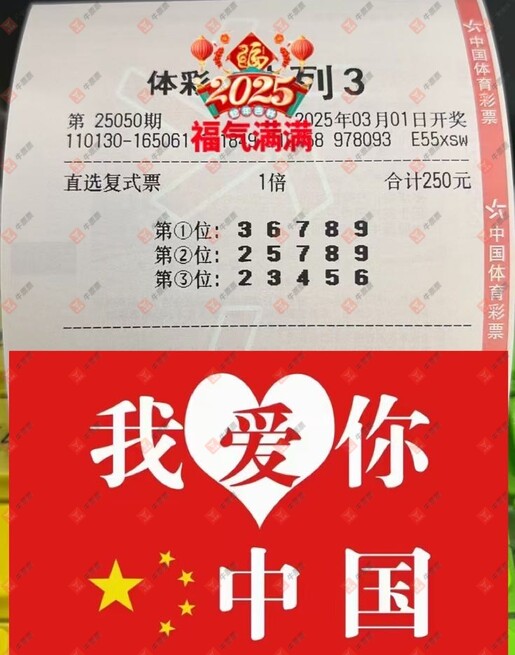 体彩 列3
福
2025
福气满满
第 25050期 2025年03月01日开奖
110130-165061 978093 E55xsw
直选复式票 1倍 合计250元
第①位: 3 6 7 8 9
第②位: 2 5 7 8 9
第③位: 2 3 4 5 6
中国体育彩票
中国体育彩票
我爱你
中国